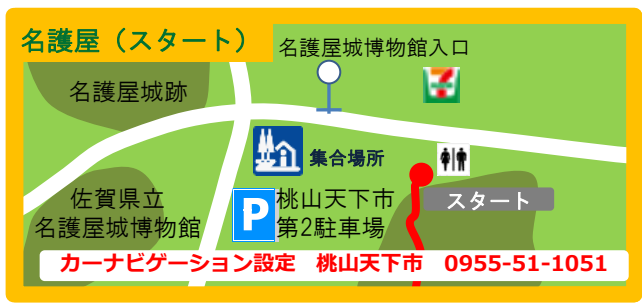 名護屋（スタート）
名護屋城博物館入口
名護屋城跡
集合場所
佐賀県立
名護屋城博物館
P
桃山天下市
第2駐車場
スタート
カーナビゲーション設定　桃山天下市　0955-51-1051